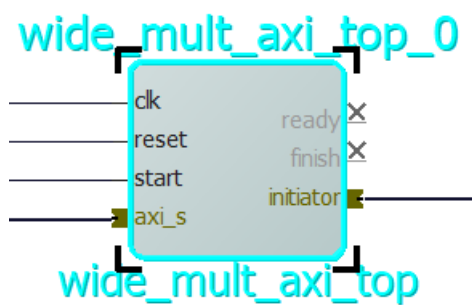 wide_mult_axi_top_0
clk
reset
start
axi_s
ready
finish
initiator
wide_mult_axi_top